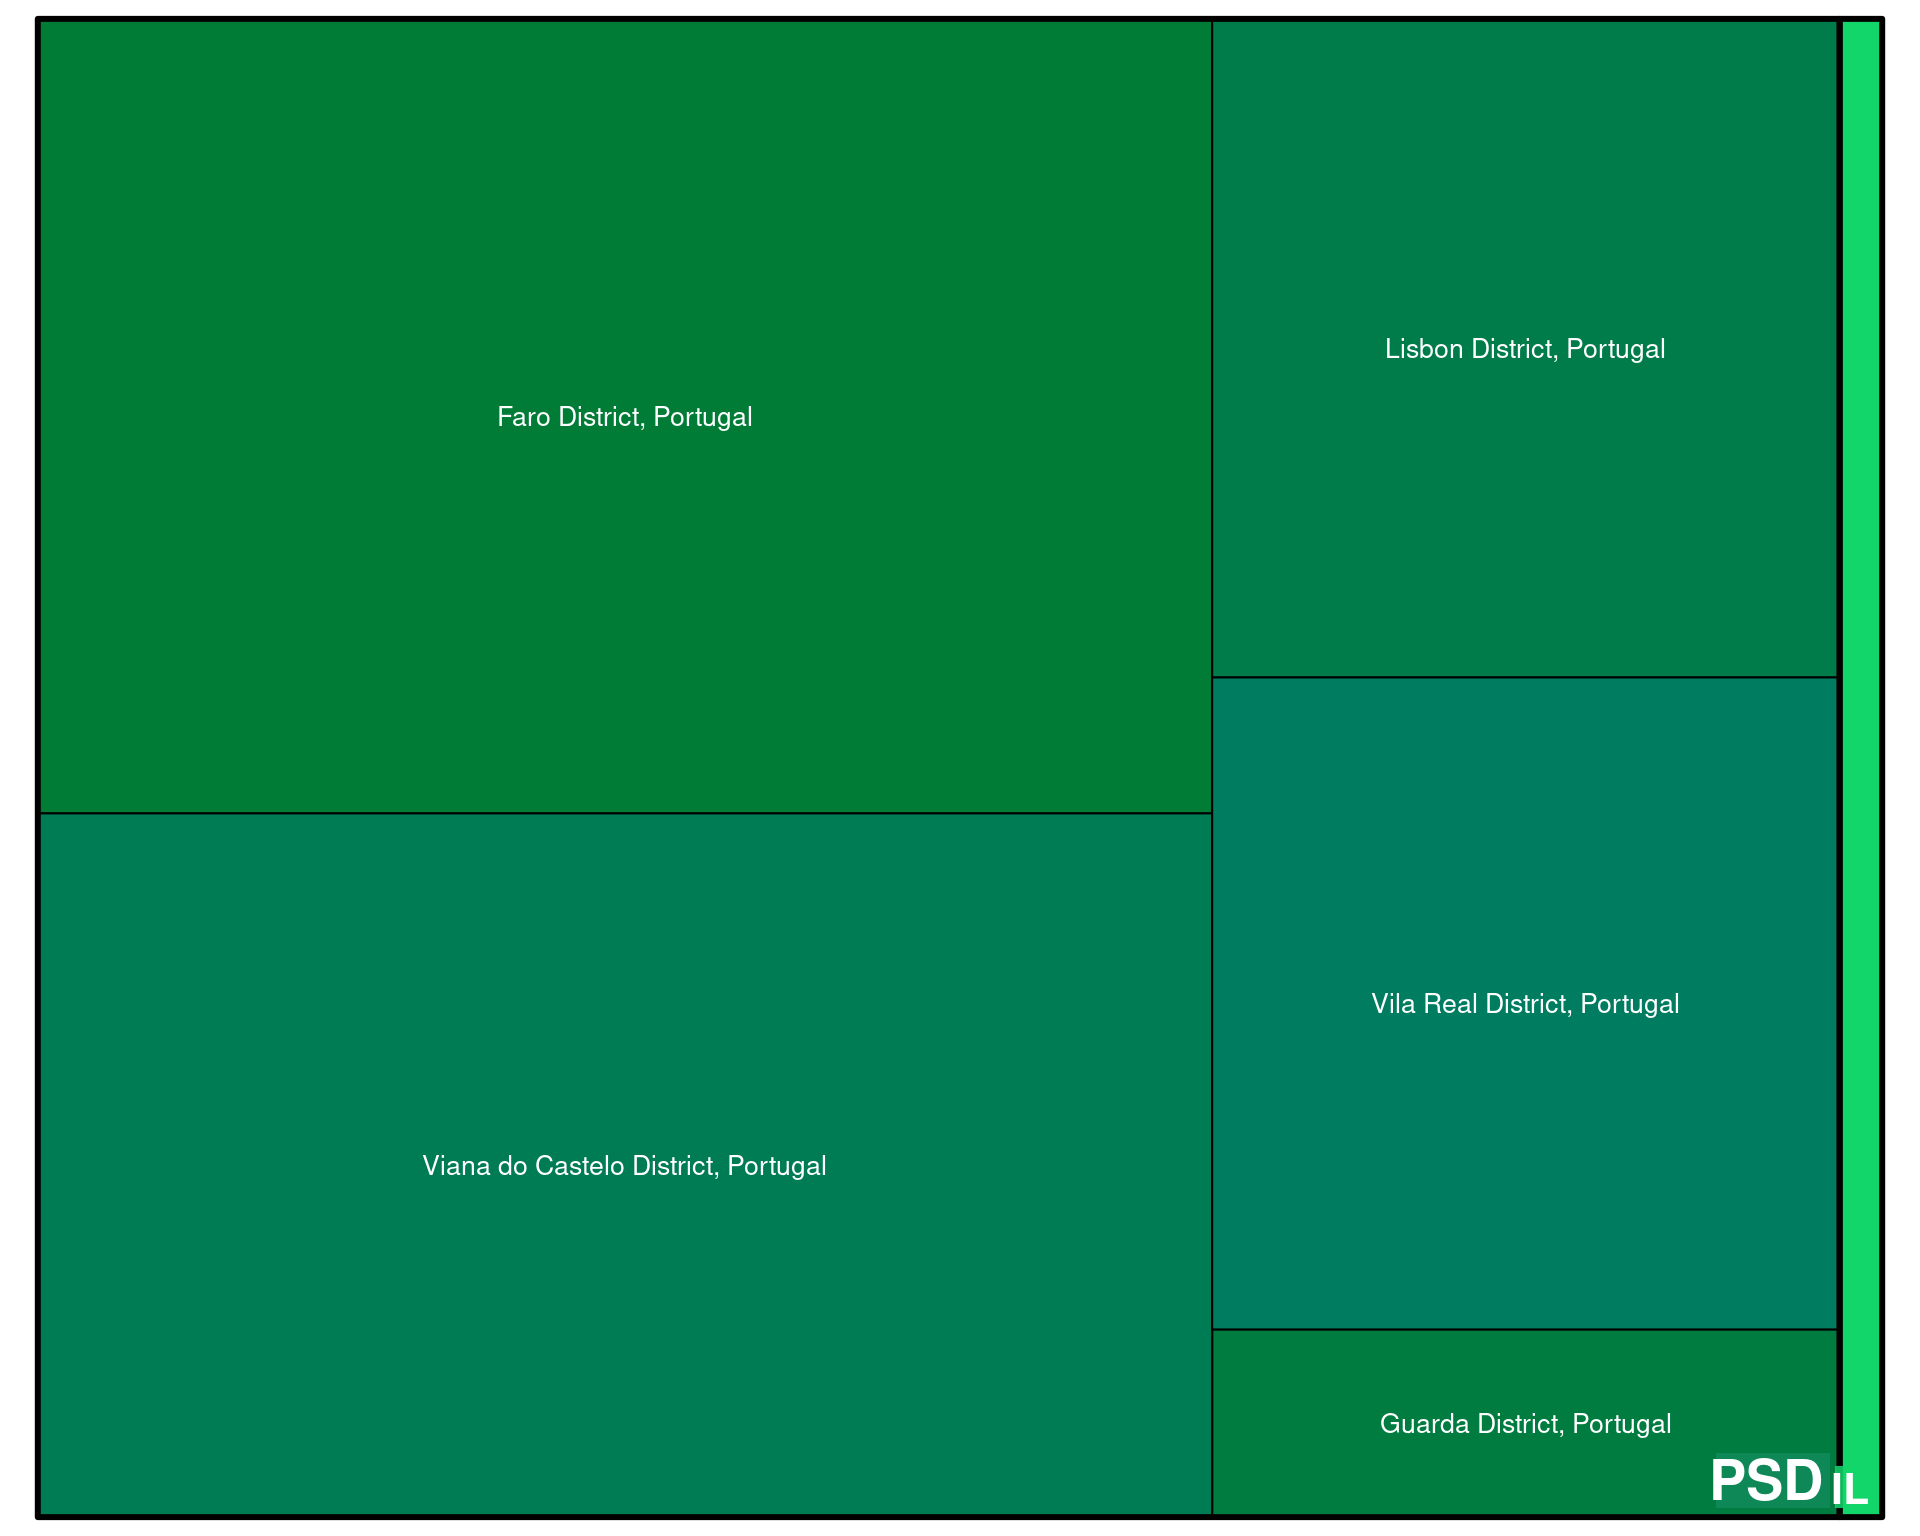 Faro District, Portugal
Lisbon District, Portugal
Viana do Castelo District, Portugal
Vila Real District, Portugal
Guarda District, Portugal
PSD
IL